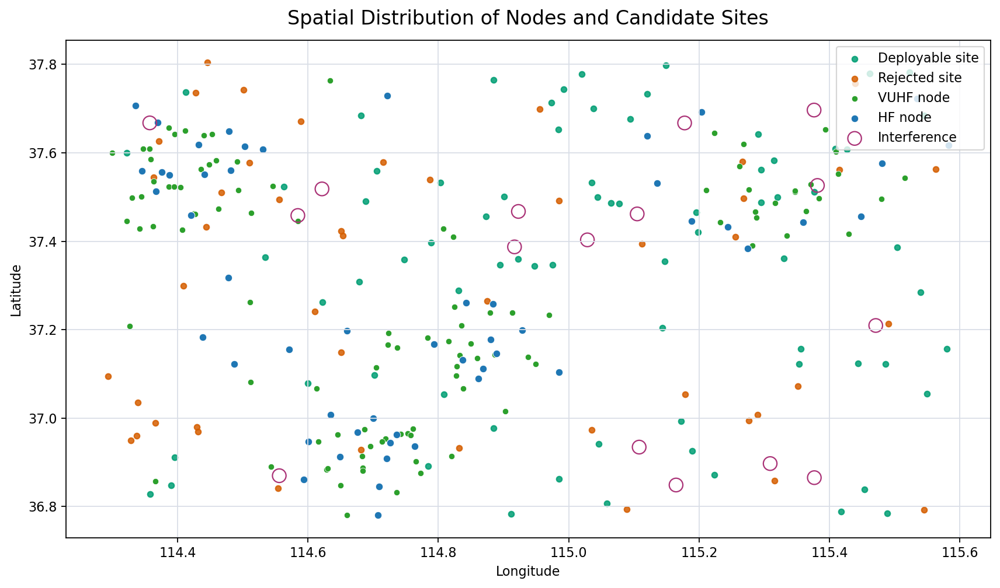 Spatial Distribution of Nodes and Candidate Sites
Deployable site
Rejected site
VUHF node
HF node
Interference
37.8
37.6
37.4
37.2
37.0
36.8
Latitude
114.4 114.6 114.8 115.0 115.2 115.4 115.6
Longitude